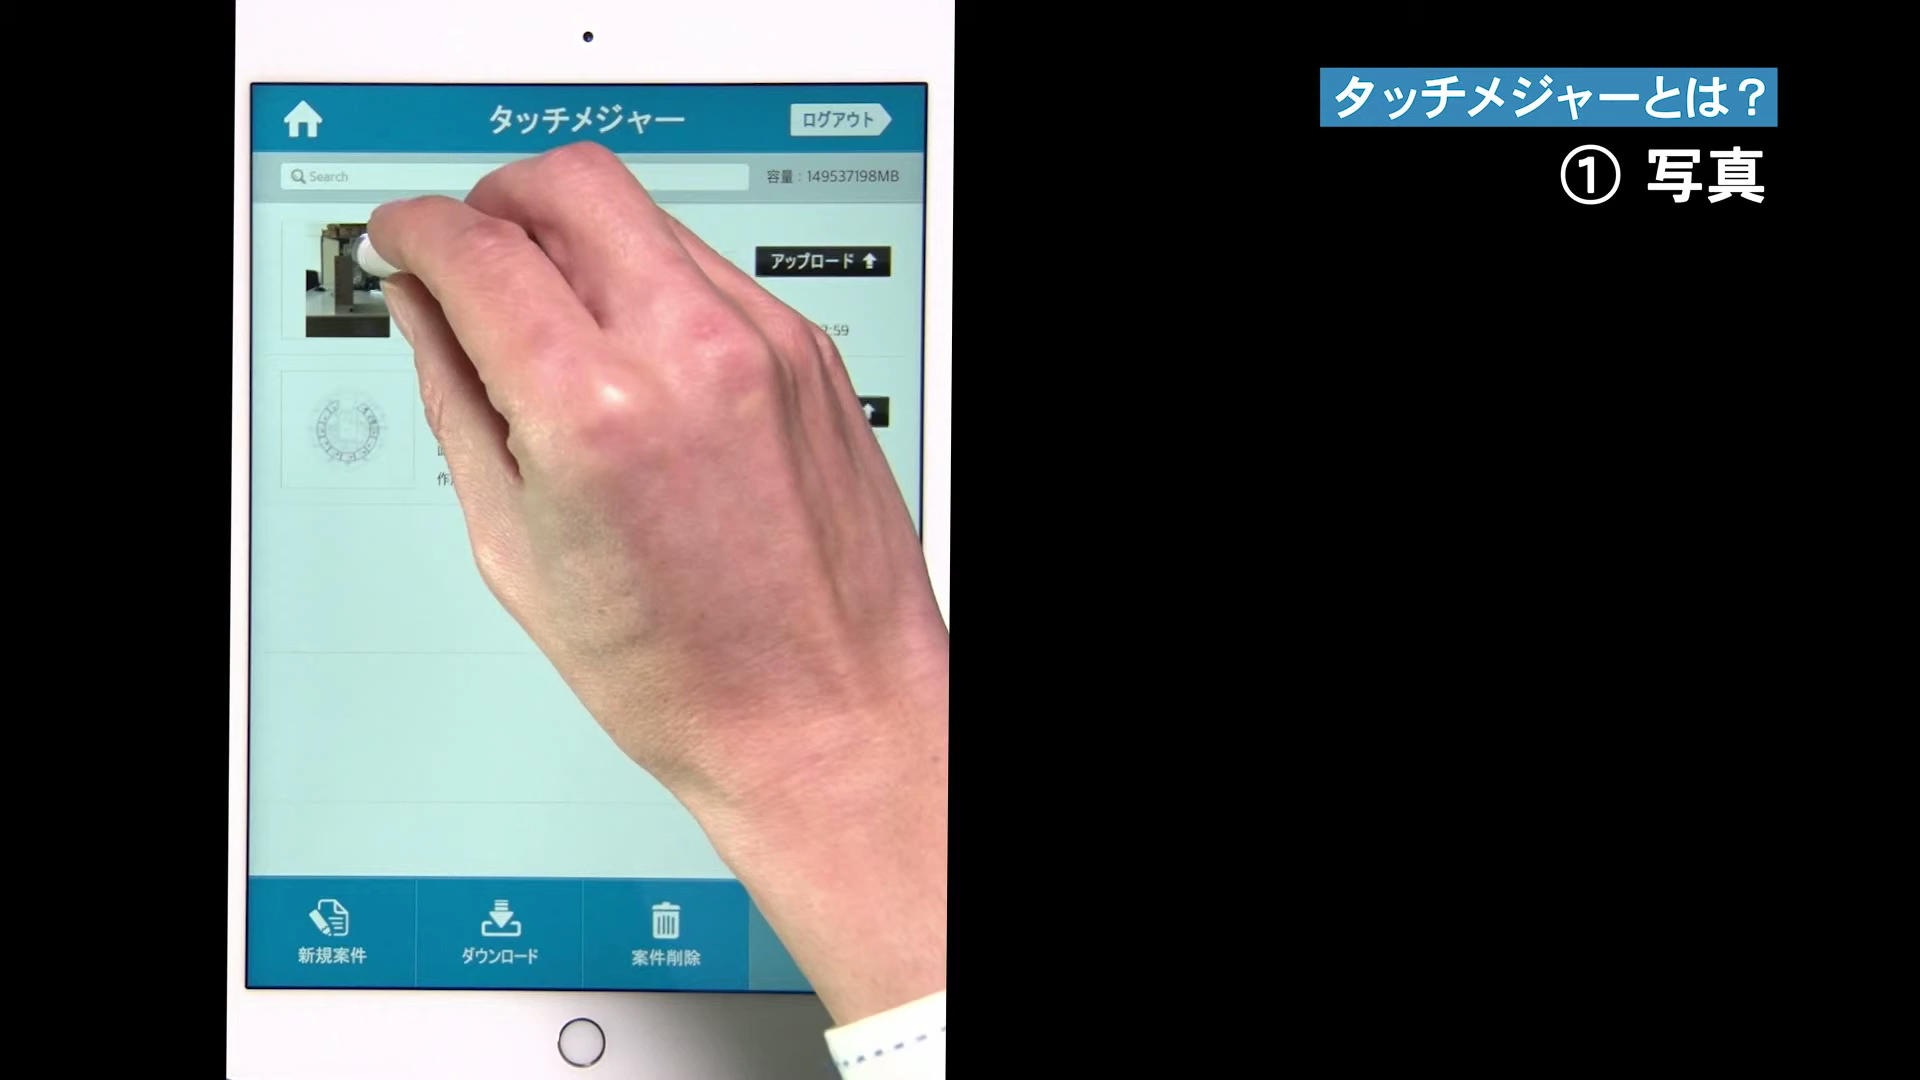 タッチメジャーとは？
① 写真
タッチメジャー
ログアウト
Search
容量：149537198MB
アップロード
:59
新規案件
ダウンロード
案件削除